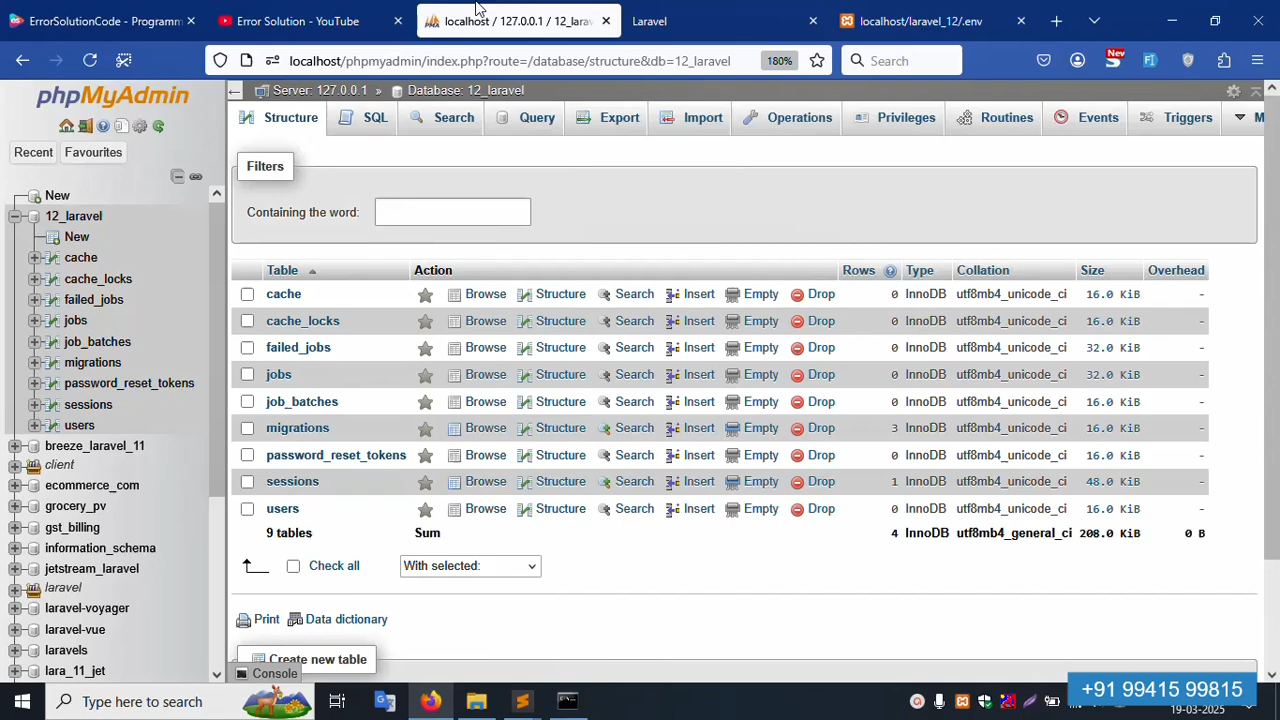 ErrorSolutionCode - Programm
Error Solution - YouTube
localhost / 127.0.0.1 / 12_lara
Laravel
localhost/laravel_12/.env
localhost/phpmyadmin/index.php?route=/database/structure&db=12_laravel
180%
Search
New
phpMyAdmin
Recent
Favourites
New
12_laravel
New
cache
cache_locks
failed_jobs
jobs
job_batches
migrations
password_reset_tokens
sessions
users
breeze_laravel_11
client
ecommerce_com
grocery_pv
gst_billing
information_schema
jetstream_laravel
laravel
laravel-voyager
laravel-vue
laravels
lara_11_jet
Server: 127.0.0.1 » Database: 12_laravel
Structure SQL Search Query Export Import Operations Privileges Routines Events Triggers M
Filters
Containing the word:
Table Action Rows Type Collation Size Overhead
cache Browse Structure Search Insert Empty Drop 0 InnoDB utf8mb4_unicode_ci 16.0 KiB -
cache_locks Browse Structure Search Insert Empty Drop 0 InnoDB utf8mb4_unicode_ci 16.0 KiB -
failed_jobs Browse Structure Search Insert Empty Drop 0 InnoDB utf8mb4_unicode_ci 32.0 KiB -
jobs Browse Structure Search Insert Empty Drop 0 InnoDB utf8mb4_unicode_ci 32.0 KiB -
job_batches Browse Structure Search Insert Empty Drop 0 InnoDB utf8mb4_unicode_ci 16.0 KiB -
migrations Browse Structure Search Insert Empty Drop 3 InnoDB utf8mb4_unicode_ci 16.0 KiB -
password_reset_tokens Browse Structure Search Insert Empty Drop 0 InnoDB utf8mb4_unicode_ci 16.0 KiB -
sessions Browse Structure Search Insert Empty Drop 1 InnoDB utf8mb4_unicode_ci 48.0 KiB -
users Browse Structure Search Insert Empty Drop 0 InnoDB utf8mb4_unicode_ci 16.0 KiB -
9 tables Sum 4 InnoDB utf8mb4_general_ci 208.0 KiB 0 B
Check all With selected:
Print Data dictionary
Create new table
Console
Type here to search
+91 99415 99815
19-03-2025